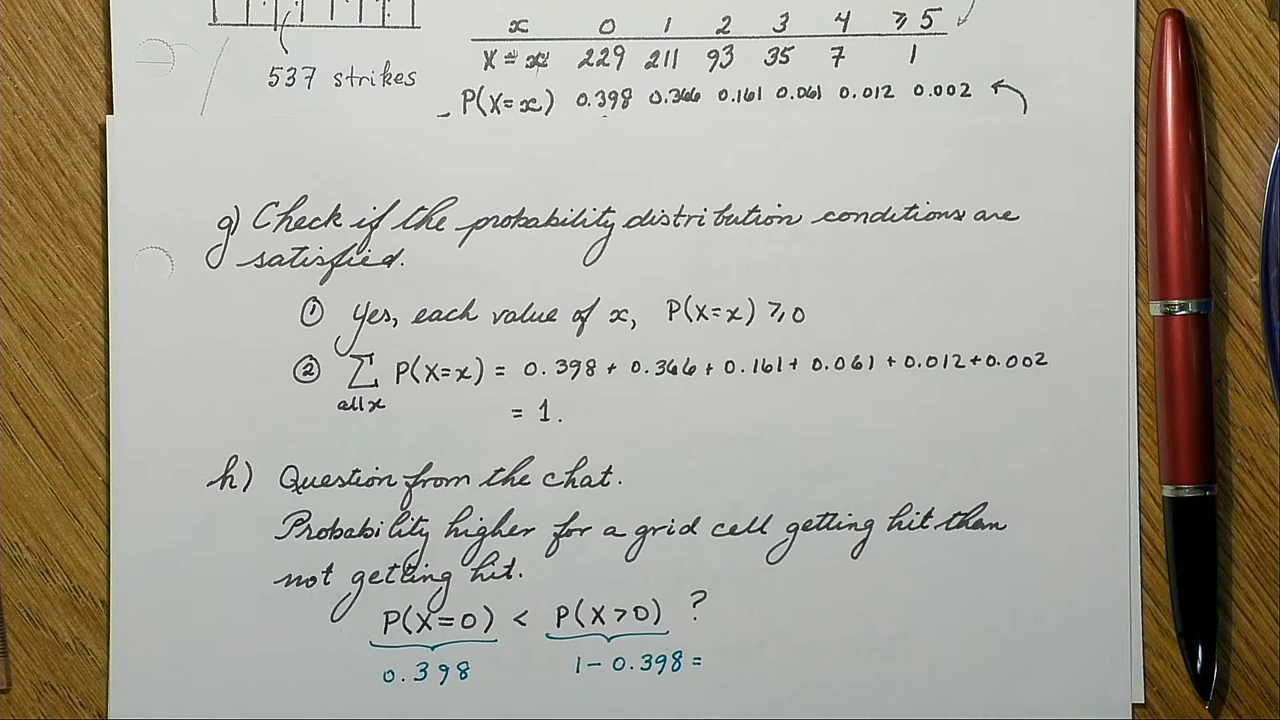 x 0 1 2 3 4 ≥ 5
537 strikes
X = x 229 211 93 35 7 1
P(X=x) 0.398 0.366 0.161 0.061 0.012 0.002
g) Check if the probability distribution conditions are
satisfied.
① Yes, each value of x, P(X=x) ≥ 0
② ∑ P(X=x) = 0.398 + 0.366 + 0.161 + 0.061 + 0.012 + 0.002
all x
= 1.
h) Question from the chat.
Probability higher for a grid cell getting hit than
not getting hit.
P(X=0) < P(X>0) ?
0.398 1 - 0.398 =